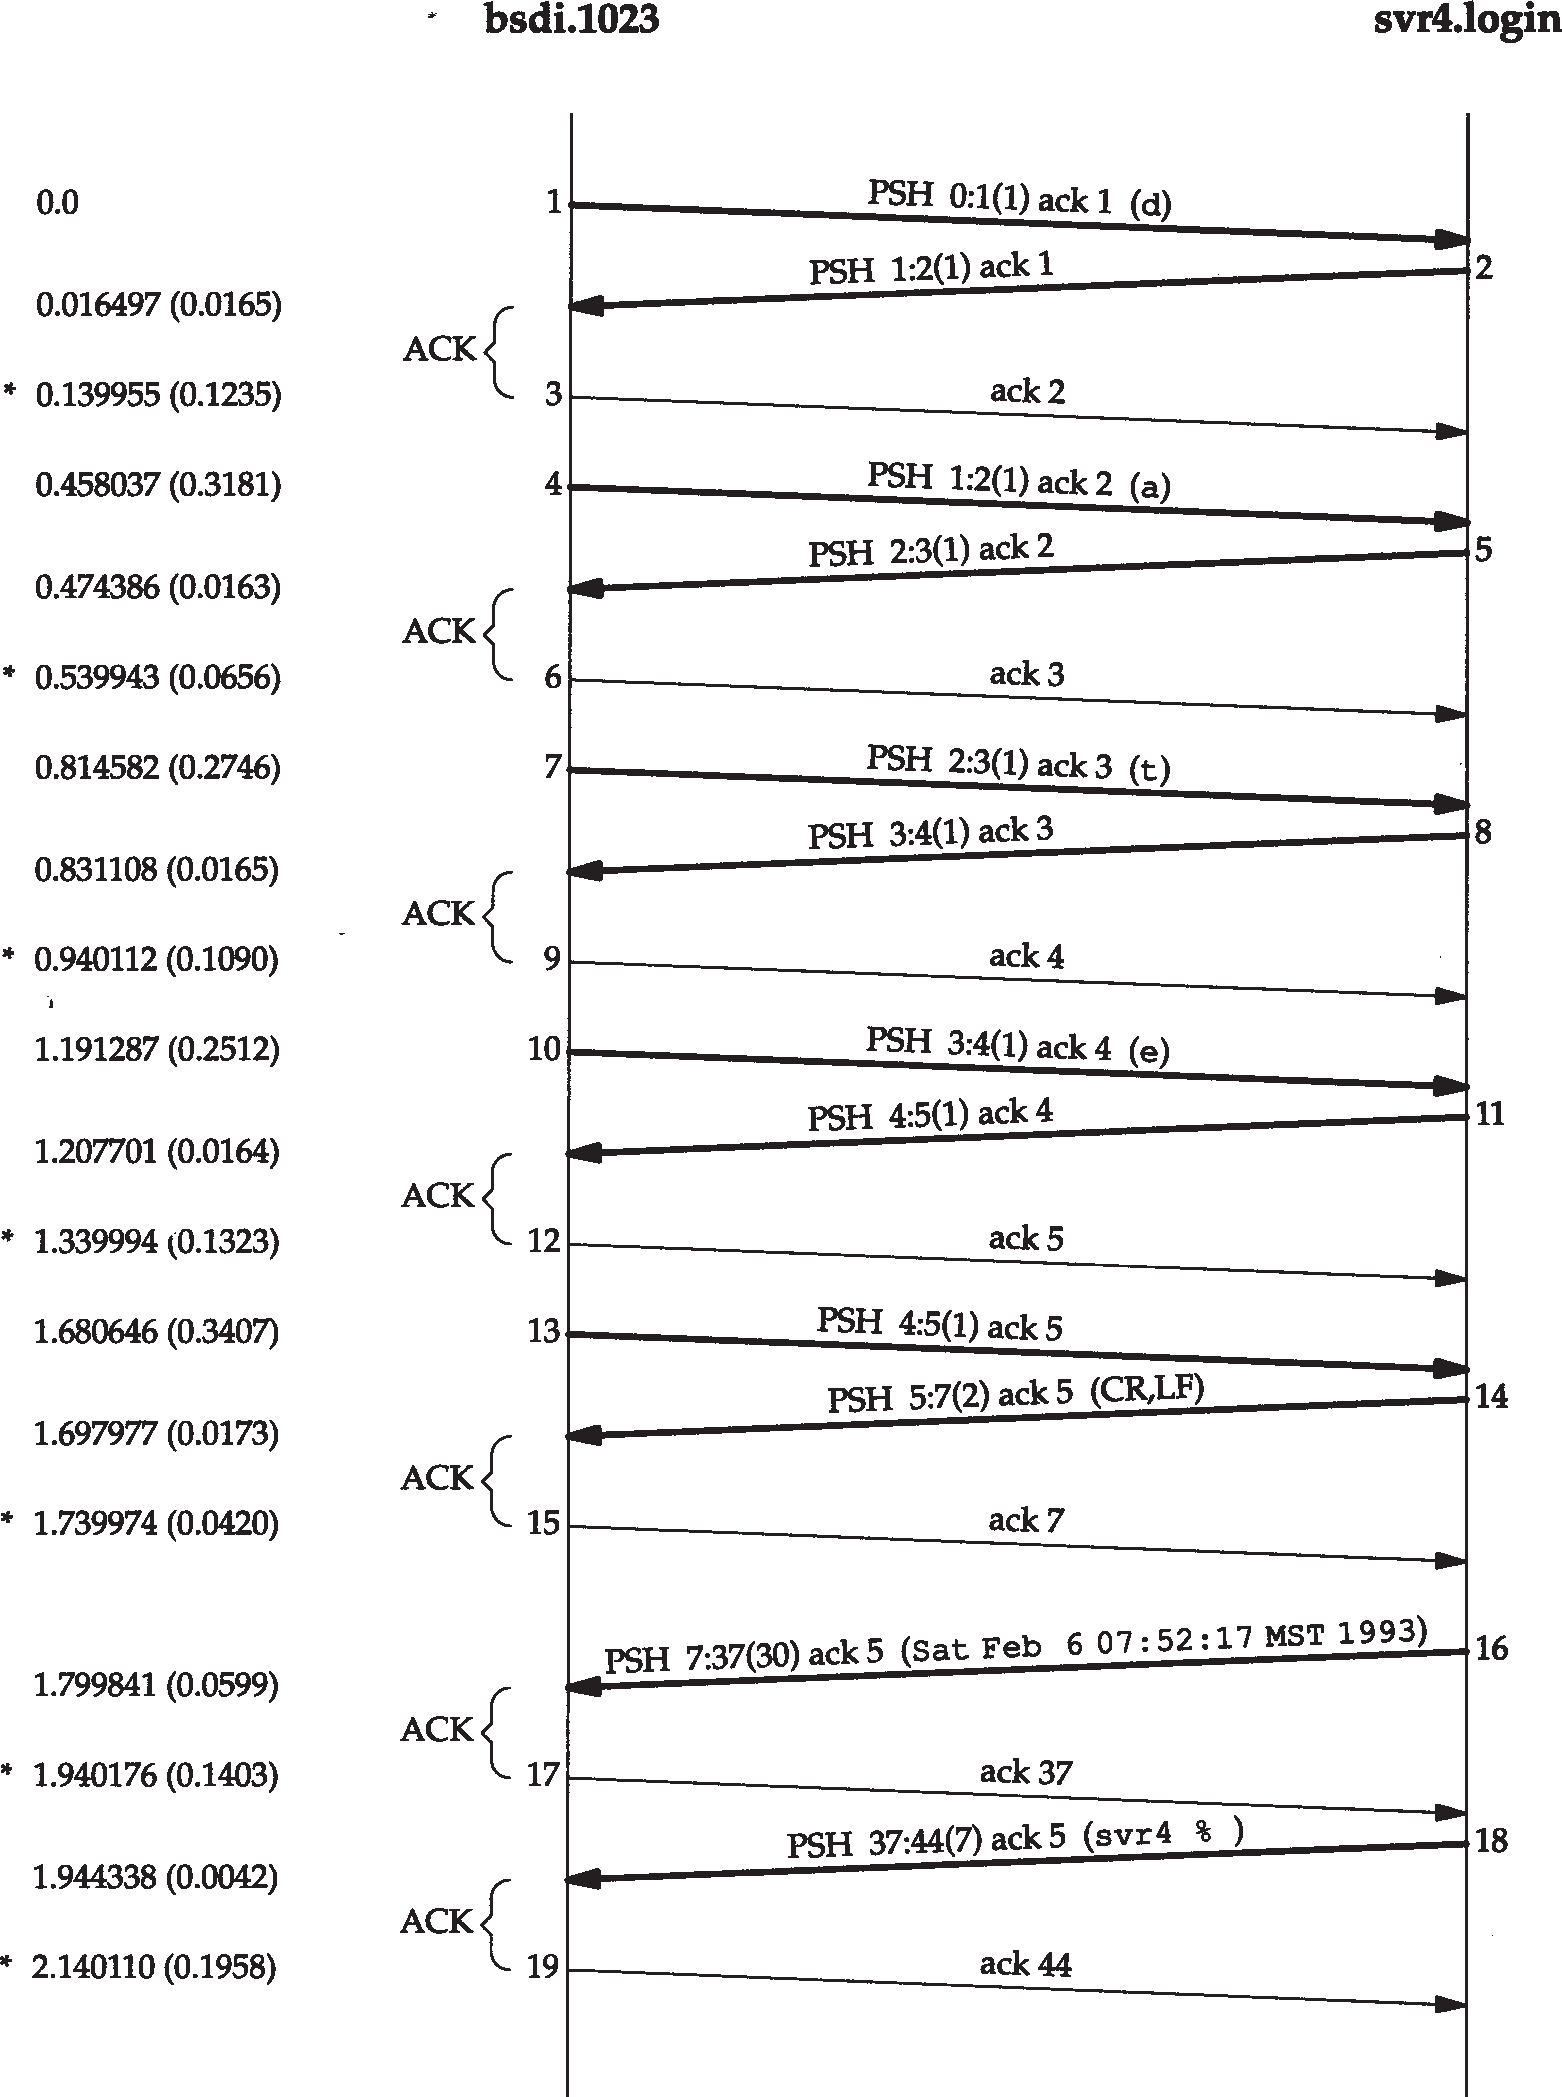 bsdi.1023 svr4.login
0.0 1 PSH 0:1(1) ack 1 (d)
PSH 1:2(1) ack 1 2
0.016497 (0.0165)
ACK
* 0.139955 (0.1235) 3 ack 2
0.458037 (0.3181) 4 PSH 1:2(1) ack 2 (a)
PSH 2:3(1) ack 2 5
0.474386 (0.0163)
ACK
* 0.539943 (0.0656) 6 ack 3
0.814582 (0.2746) 7 PSH 2:3(1) ack 3 (t)
PSH 3:4(1) ack 3 8
0.831108 (0.0165)
ACK
* 0.940112 (0.1090) 9 ack 4
1.191287 (0.2512) 10 PSH 3:4(1) ack 4 (e)
PSH 4:5(1) ack 4 11
1.207701 (0.0164)
ACK
* 1.339994 (0.1323) 12 ack 5
1.680646 (0.3407) 13 PSH 4:5(1) ack 5
PSH 5:7(2) ack 5 (CR,LF) 14
1.697977 (0.0173)
ACK
* 1.739974 (0.0420) 15 ack 7
PSH 7:37(30) ack 5 (Sat Feb 6 07:52:17 MST 1993) 16
1.799841 (0.0599)
ACK
* 1.940176 (0.1403) 17 ack 37
PSH 37:44(7) ack 5 (svr4 % ) 18
1.944338 (0.0042)
ACK
* 2.140110 (0.1958) 19 ack 44